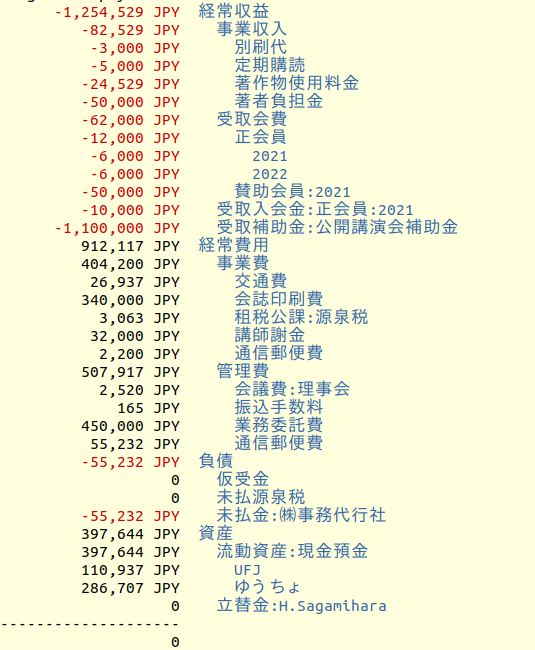 -1,254,529 JPY 経常収益
-82,529 JPY 事業収入
-3,000 JPY 別刷代
-5,000 JPY 定期購読
-24,529 JPY 著作物使用料金
-50,000 JPY 著者負担金
-62,000 JPY 受取会費
-12,000 JPY 正会員
-6,000 JPY 2021
-6,000 JPY 2022
-50,000 JPY 賛助会員:2021
-10,000 JPY 受取入会金:正会員:2021
-1,100,000 JPY 受取補助金:公開講演会補助金
912,117 JPY 経常費用
404,200 JPY 事業費
26,937 JPY 交通費
340,000 JPY 会誌印刷費
3,063 JPY 租税公課:源泉税
32,000 JPY 講師謝金
2,200 JPY 通信郵便費
507,917 JPY 管理費
2,520 JPY 会議費:理事会
165 JPY 振込手数料
450,000 JPY 業務委託費
55,232 JPY 通信郵便費
-55,232 JPY 負債
0 仮受金
0 未払源泉税
-55,232 JPY 未払金:㈱事務代行社
397,644 JPY 資産
397,644 JPY 流動資産:現金預金
110,937 JPY UFJ
286,707 JPY ゆうちょ
0 立替金:H.Sagamihara
--------------------
0